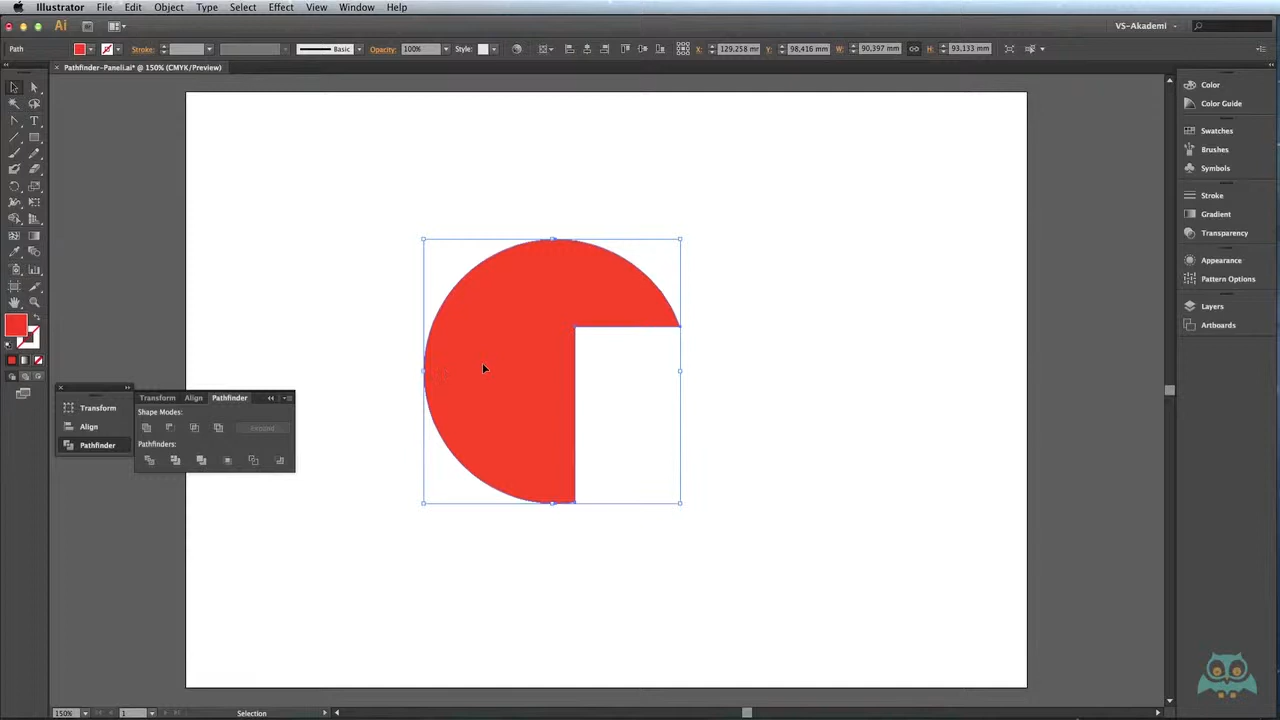 Illustrator File Edit Object Type Select Effect View Window Help
Ai VS-Akademi
Path Stroke: Basic Opacity: 100% Style: X: 129,258 mm Y: 98,416 mm W: 90,397 mm H: 93,133 mm
Pathfinder-Paneli.ai* @ 150% (CMYK/Preview)
Color
Color Guide
Swatches
Brushes
Symbols
Stroke
Gradient
Transparency
Appearance
Pattern Options
Layers
Artboards
Transform
Align
Pathfinder
Transform Align Pathfinder
Shape Modes:
Expand
Pathfinders:
150% 1 Selection